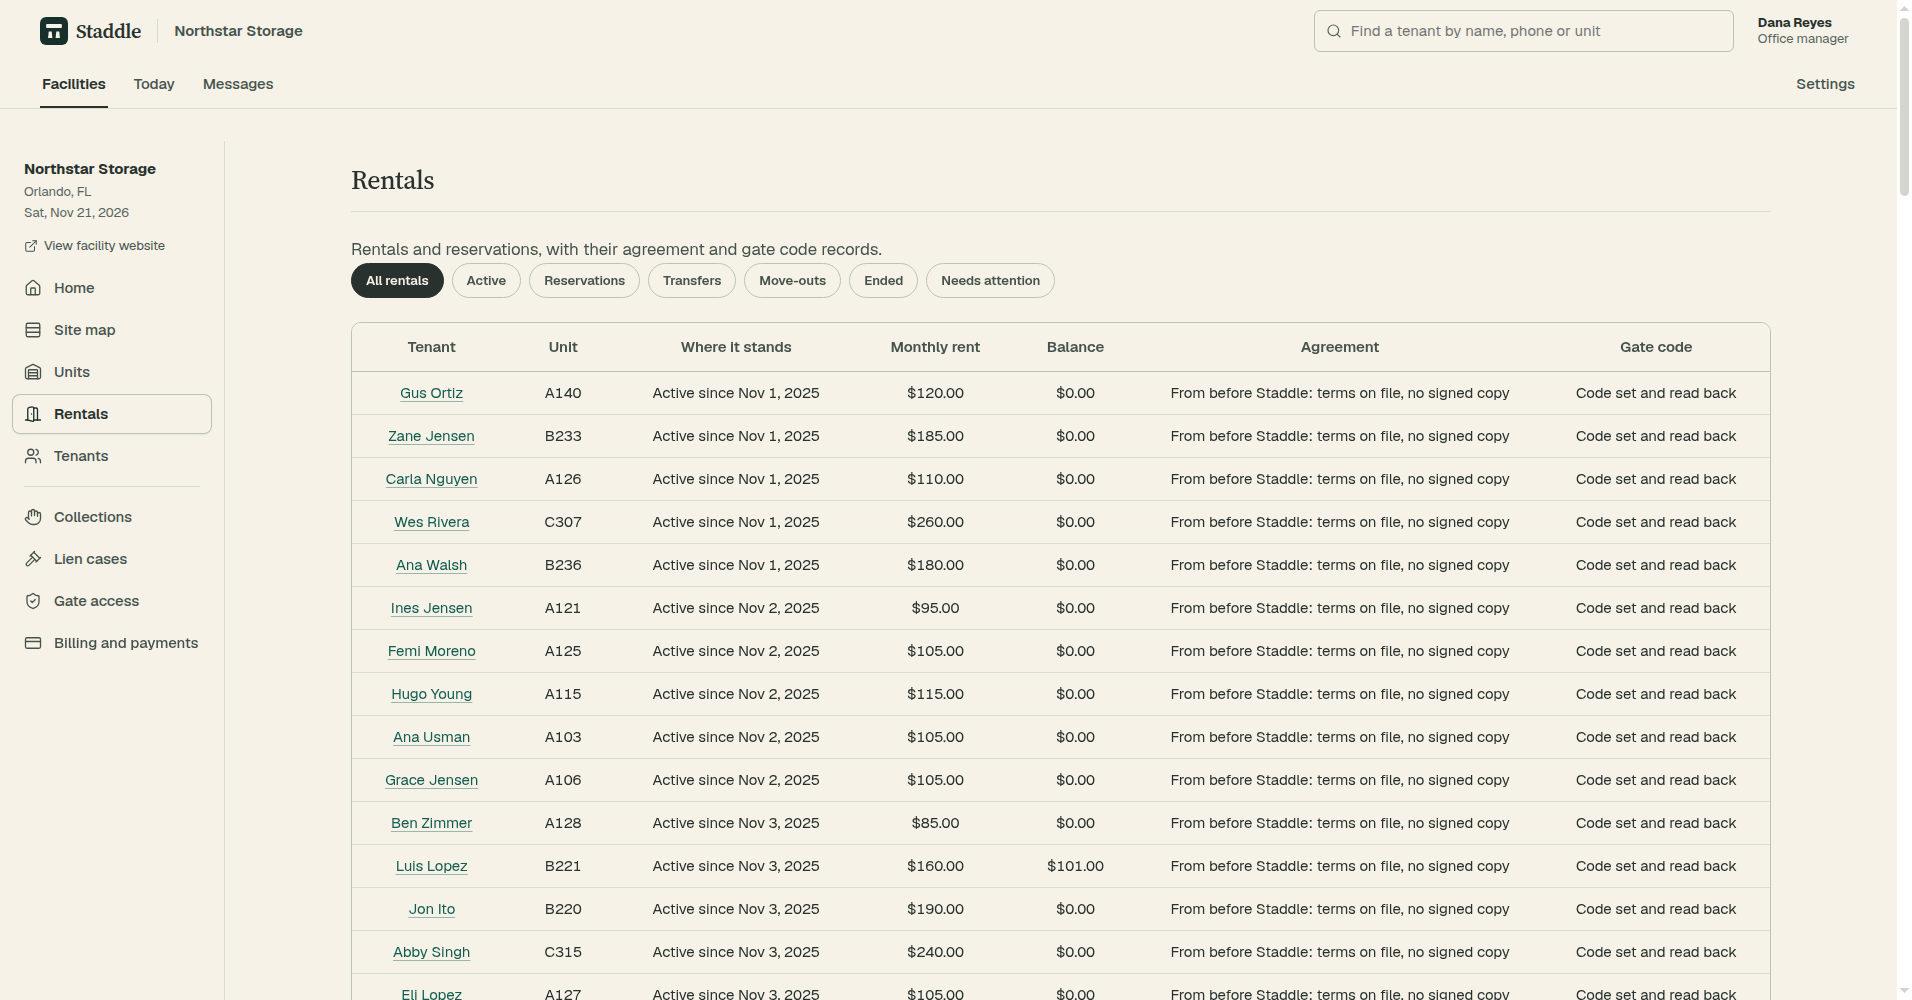 Staddle
Northstar Storage
Find a tenant by name, phone or unit
Dana Reyes
Office manager
Facilities Today Messages Settings
Northstar Storage
Orlando, FL
Sat, Nov 21, 2026
View facility website
Home
Site map
Units
Rentals
Tenants
Collections
Lien cases
Gate access
Billing and payments
Rentals
Rentals and reservations, with their agreement and gate code records.
All rentals Active Reservations Transfers Move-outs Ended Needs attention
Tenant Unit Where it stands Monthly rent Balance Agreement Gate code
Gus Ortiz A140 Active since Nov 1, 2025 $120.00 $0.00 From before Staddle: terms on file, no signed copy Code set and read back
Zane Jensen B233 Active since Nov 1, 2025 $185.00 $0.00 From before Staddle: terms on file, no signed copy Code set and read back
Carla Nguyen A126 Active since Nov 1, 2025 $110.00 $0.00 From before Staddle: terms on file, no signed copy Code set and read back
Wes Rivera C307 Active since Nov 1, 2025 $260.00 $0.00 From before Staddle: terms on file, no signed copy Code set and read back
Ana Walsh B236 Active since Nov 1, 2025 $180.00 $0.00 From before Staddle: terms on file, no signed copy Code set and read back
Ines Jensen A121 Active since Nov 2, 2025 $95.00 $0.00 From before Staddle: terms on file, no signed copy Code set and read back
Femi Moreno A125 Active since Nov 2, 2025 $105.00 $0.00 From before Staddle: terms on file, no signed copy Code set and read back
Hugo Young A115 Active since Nov 2, 2025 $115.00 $0.00 From before Staddle: terms on file, no signed copy Code set and read back
Ana Usman A103 Active since Nov 2, 2025 $105.00 $0.00 From before Staddle: terms on file, no signed copy Code set and read back
Grace Jensen A106 Active since Nov 2, 2025 $105.00 $0.00 From before Staddle: terms on file, no signed copy Code set and read back
Ben Zimmer A128 Active since Nov 3, 2025 $85.00 $0.00 From before Staddle: terms on file, no signed copy Code set and read back
Luis Lopez B221 Active since Nov 3, 2025 $160.00 $101.00 From before Staddle: terms on file, no signed copy Code set and read back
Jon Ito B220 Active since Nov 3, 2025 $190.00 $0.00 From before Staddle: terms on file, no signed copy Code set and read back
Abby Singh C315 Active since Nov 3, 2025 $240.00 $0.00 From before Staddle: terms on file, no signed copy Code set and read back
Eli Lopez A127 Active since Nov 3, 2025 $105.00 $0.00 From before Staddle: terms on file, no signed copy Code set and read back